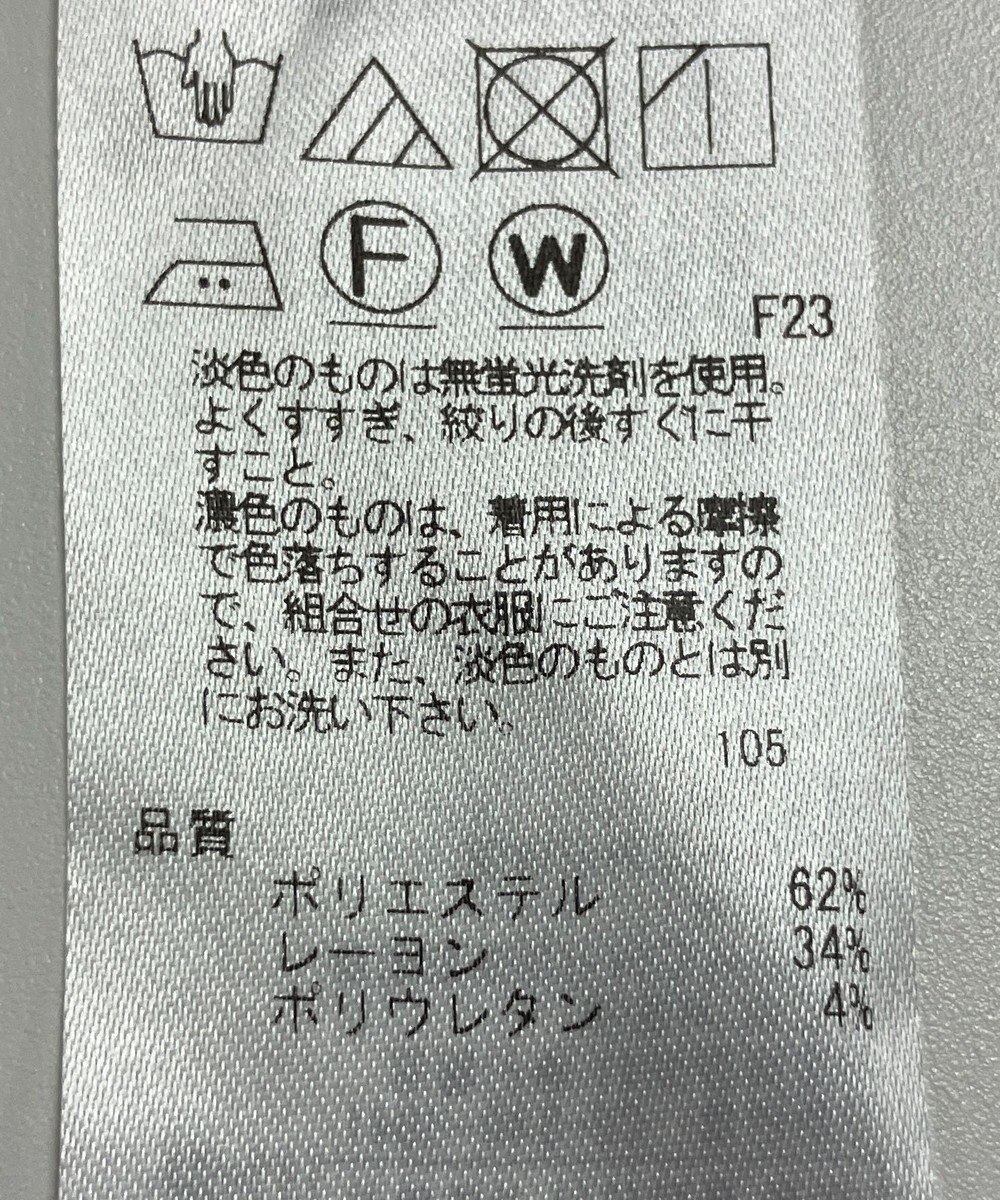 F W
F23
淡色のものは無蛍光洗剤を使用。
よくすすぎ、絞りの後すぐに干
すこと。
濃色のものは、着用による摩擦
で色落ちすることがありますの
で、組合せの衣服にご注意くだ
さい。また、淡色のものとは別
にお洗い下さい。
105
品質
ポリエステル 62%
レーヨン 34%
ポリウレタン 4%